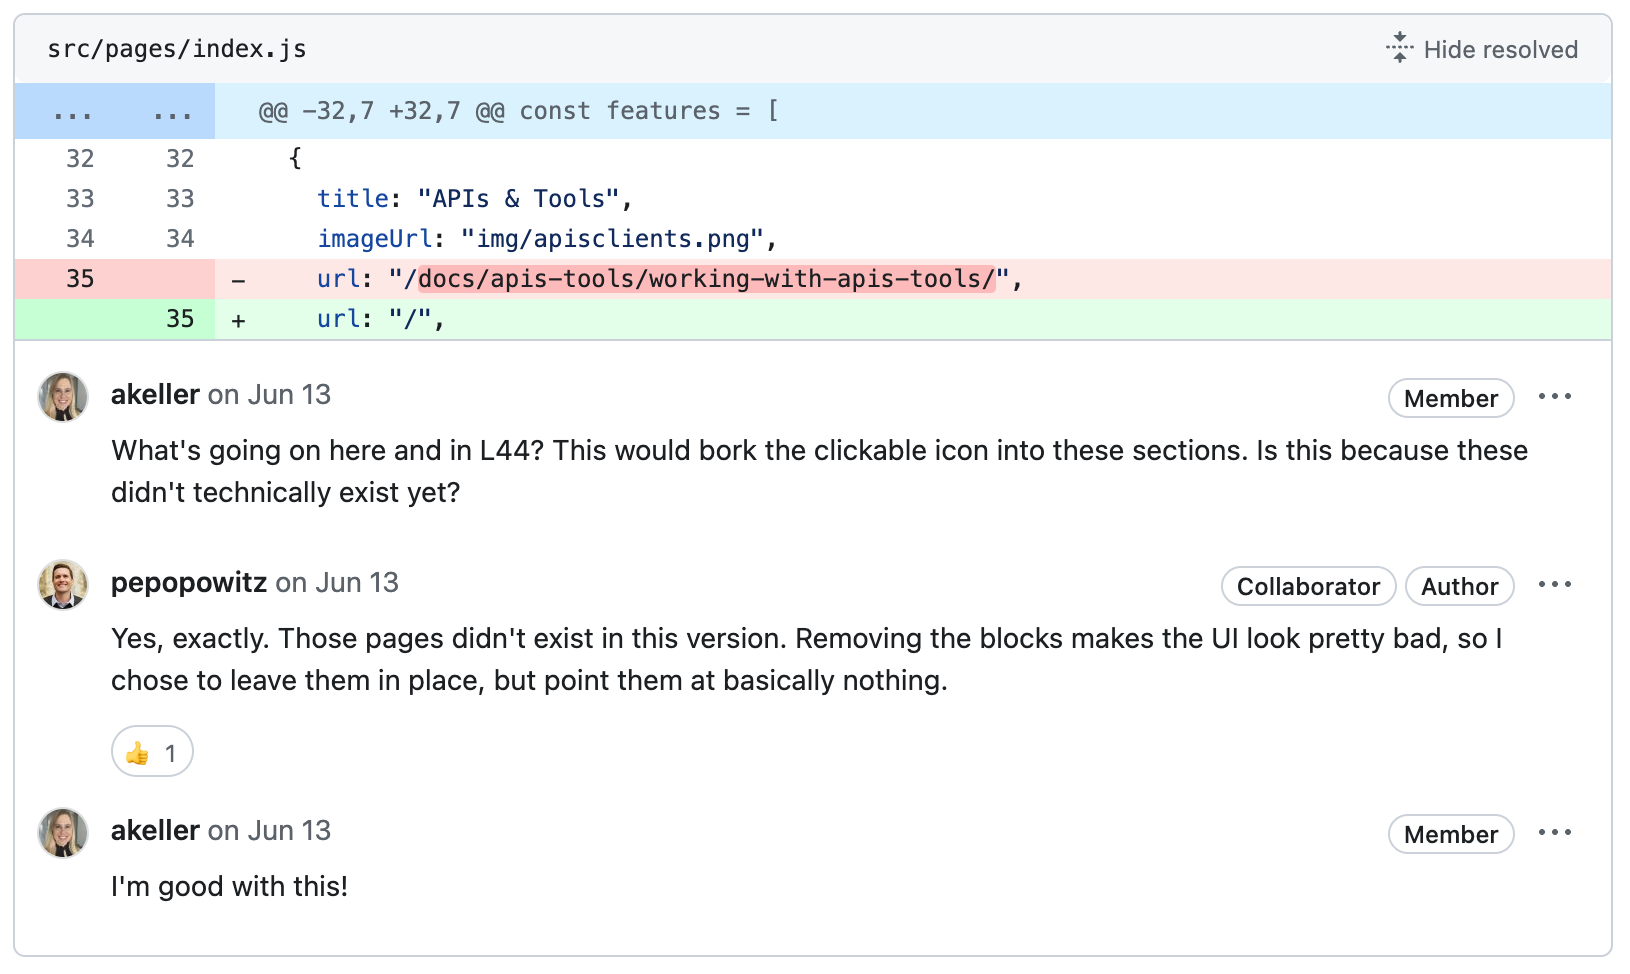 src/pages/index.js Hide resolved
... ... @@ -32,7 +32,7 @@ const features = [
32 32 {
33 33 title: "APIs & Tools",
34 34 imageUrl: "img/apisclients.png",
35 - url: "/docs/apis-tools/working-with-apis-tools/",
35 + url: "/",
akeller on Jun 13 Member ...
What's going on here and in L44? This would bork the clickable icon into these sections. Is this because these
didn't technically exist yet?
pepopowitz on Jun 13 Collaborator Author ...
Yes, exactly. Those pages didn't exist in this version. Removing the blocks makes the UI look pretty bad, so I
chose to leave them in place, but point them at basically nothing.
👍 1
akeller on Jun 13 Member ...
I'm good with this!